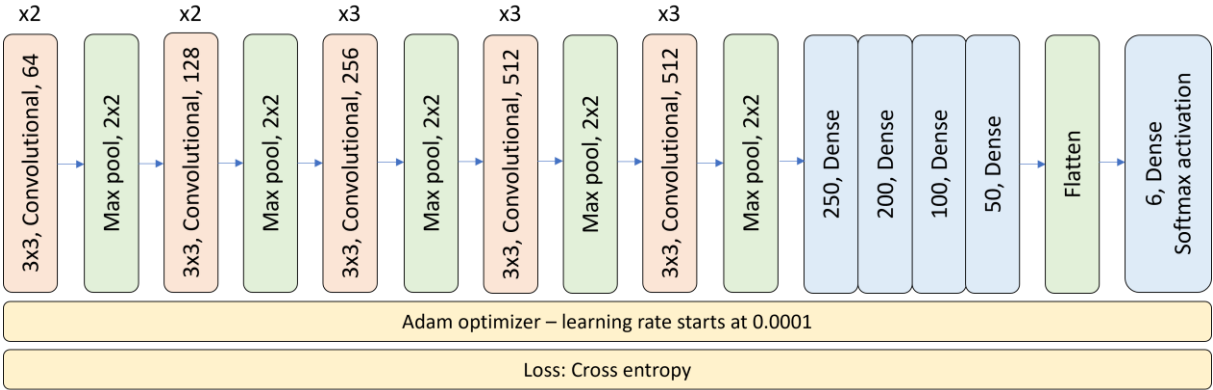 x2
x2
x3
x3
x3
3x3, Convolutional, 64
Max pool, 2x2
3x3, Convolutional, 128
Max pool, 2x2
3x3, Convolutional, 256
Max pool, 2x2
3x3, Convolutional, 512
Max pool, 2x2
3x3, Convolutional, 512
Max pool, 2x2
250, Dense
200, Dense
100, Dense
50, Dense
Flatten
6, Dense
Softmax activation
Adam optimizer – learning rate starts at 0.0001
Loss: Cross entropy